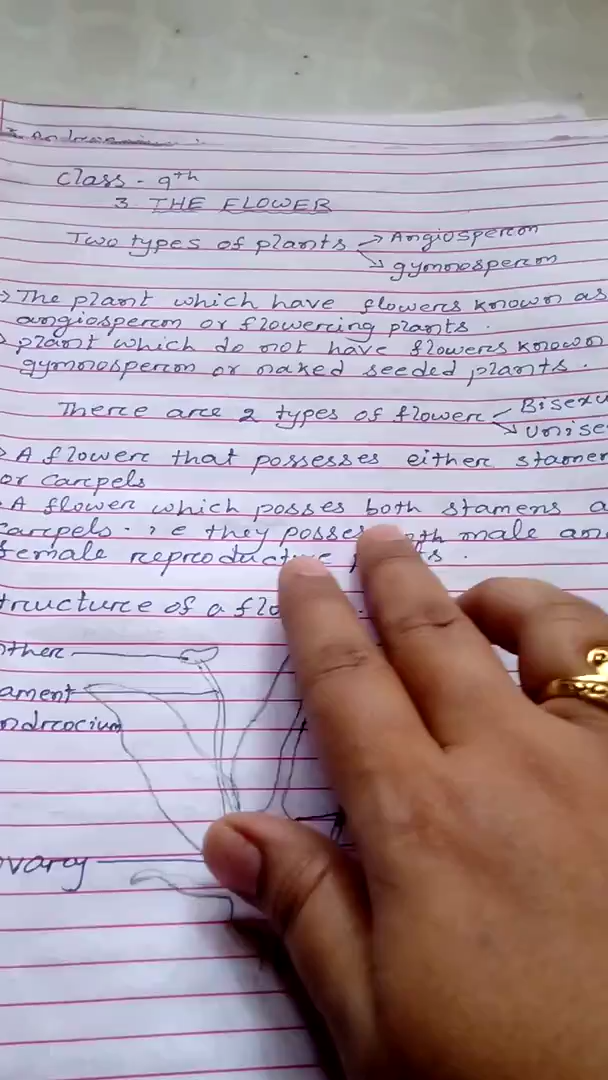 Class - 9th
3 THE FLOWER
Two types of plants → Angiosperm
→ gymnosperm
→ The plant which have flowers known as
angiosperm or flowering plants.
plant which do not have flowers known
gymnosperm or naked seeded plants.
There are 2 types of flower Bisexu
→ Unise
A flower that possesses either stamen
or carpels
A flower which posses both stamens a
carpels. i.e they posses oth male an
female reproductive p ts.
tructure of a flo
nther
ament
ndrocium
ovary